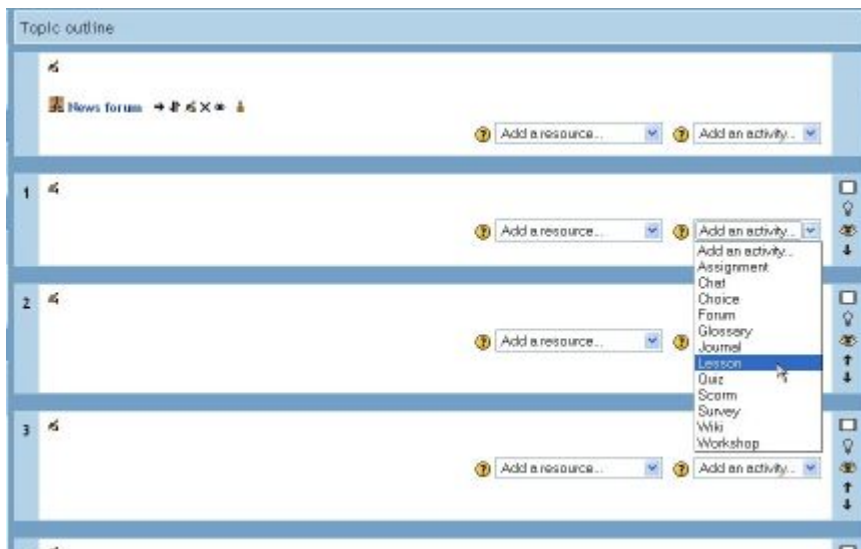 Topic outline
News forum
Add a resource... Add an activity...
1
Add a resource... Add an activity...
Add an activity...
Assignment
Chat
Choice
Forum
Glossary
Journal
Lesson
Quiz
Scorm
Survey
Wiki
Workshop
2
Add a resource...
3
Add a resource... Add an activity...